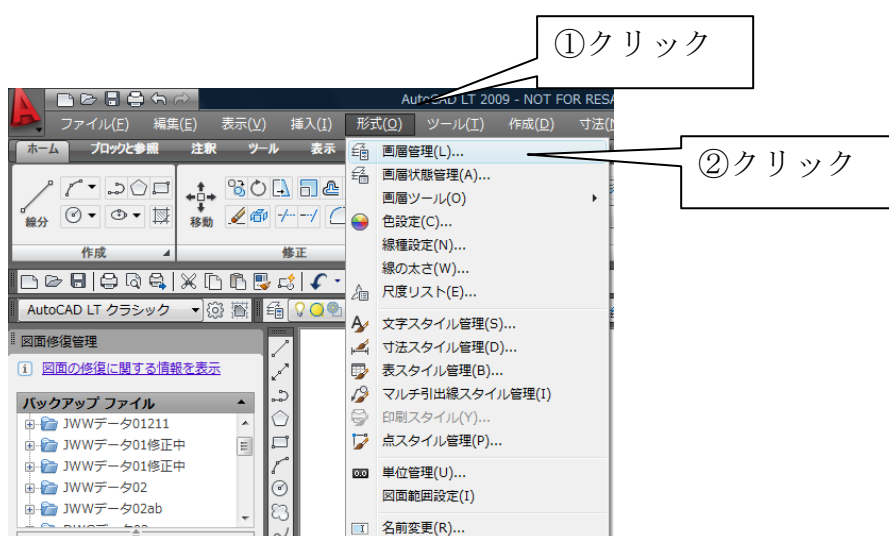 ①クリック
AutoCAD LT 2009 - NOT FOR RESA
ファイル(F) 編集(E) 表示(V) 挿入(I) 形式(O) ツール(T) 作成(D) 寸法(
ホーム ブロックと参照 注釈 ツール 表示
画層管理(L)...
②クリック
画層状態管理(A)...
画層ツール(O)
色設定(C)...
線種設定(N)...
線の太さ(W)...
尺度リスト(E)...
文字スタイル管理(S)...
寸法スタイル管理(D)...
表スタイル管理(B)...
マルチ引出線スタイル管理(I)
印刷スタイル(Y)...
点スタイル管理(P)...
0.0 単位管理(U)...
図面範囲設定(I)
名前変更(R)...
線分
移動
作成
修正
AutoCAD LT クラシック
図面修復管理
図面の修復に関する情報を表示
バックアップ ファイル
JWWデータ01211
JWWデータ01修正中
JWWデータ01修正中
JWWデータ02
JWWデータ02ab